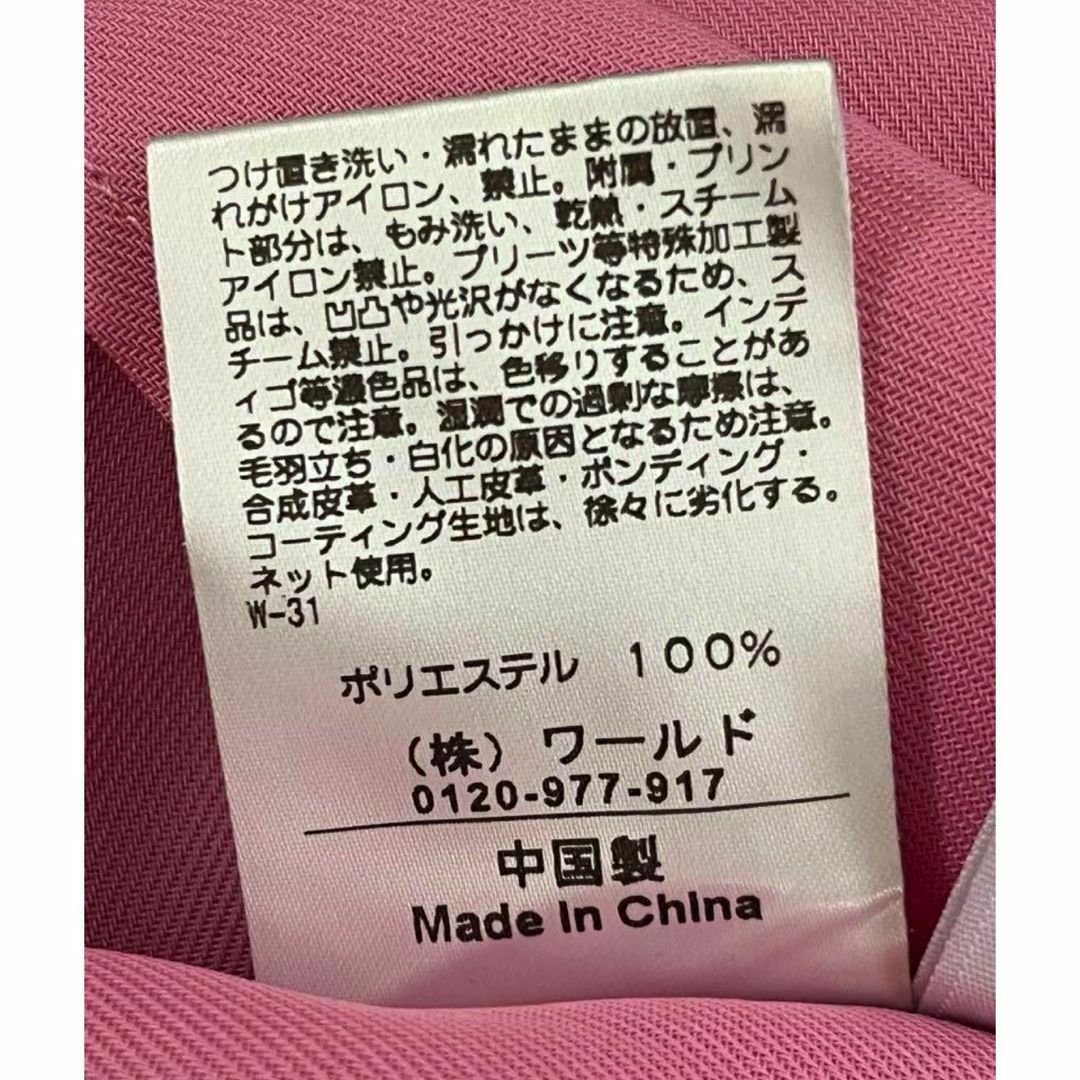 つけ置き洗い・濡れたままの放置、濡
れがけアイロン、禁止。附属・プリン
ト部分は、もみ洗い、乾熱・スチーム
アイロン禁止。プリーツ等特殊加工製
品は、凹凸や光沢がなくなるため、ス
チーム禁止。引っかけに注意。インデ
ィゴ等濃色品は、色移りすることがあ
るので注意。湿潤での過剰な摩擦は、
毛羽立ち・白化の原因となるため注意。
合成皮革・人工皮革・ボンディング・
コーティング生地は、徐々に劣化する。
ネット使用。
W-31
ポリエステル 100%
(株) ワールド
0120-977-917
中国製
Made In China